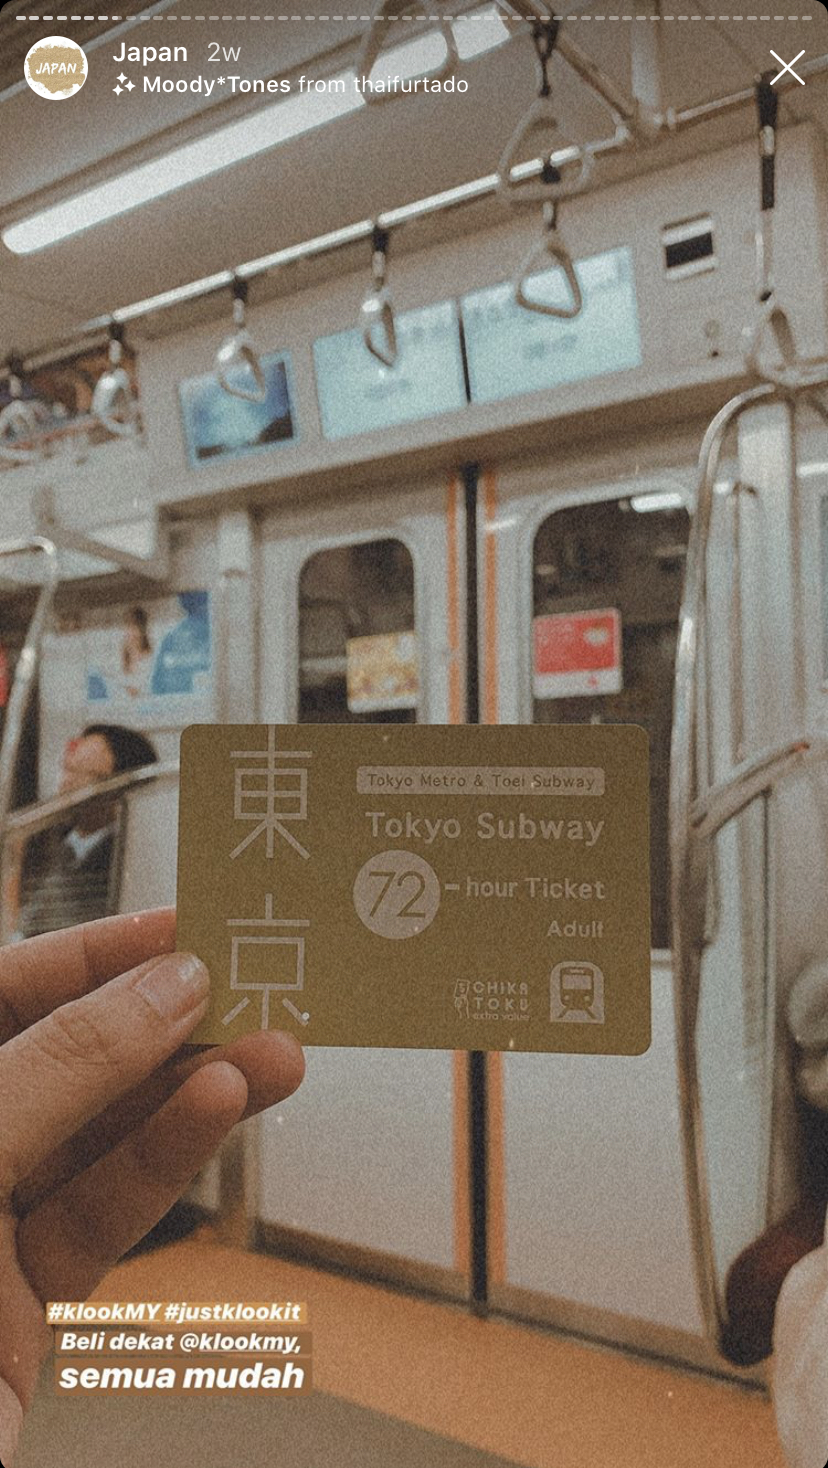 JAPAN
Japan 2w
Moody*Tones from thaifurtado
東京
Tokyo Metro & Toei Subway
Tokyo Subway
72-hour Ticket
Adult
CHIKA
TOKU
extra value
#klookMY #justklookit
Beli dekat @klookmy,
semua mudah